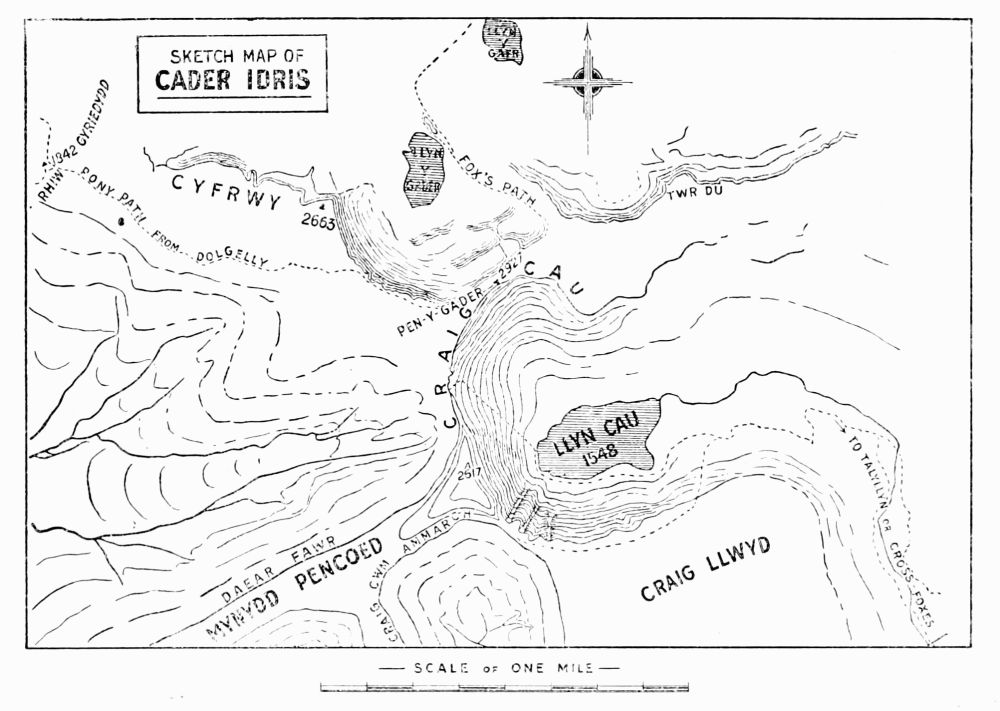 SKETCH MAP OF
CADER IDRIS
LLYN
Y
GAFR
RHIW GYRIEDYDD
1842
LLYN
Y
GADER
FOX'S PATH
TWR DU
CYFRWY
2663
PONY PATH FROM DOLGELLY
2927
PEN-Y-GADER
CRAIG CAU
LLYN CAU
1548
2617
TO TALYLLYN OR CROSS FOXES
DAEAR FAWR
MYNYDD PENCOED
CRAIG CWM AMMARCH
CRAIG LLWYD
SCALE OF ONE MILE